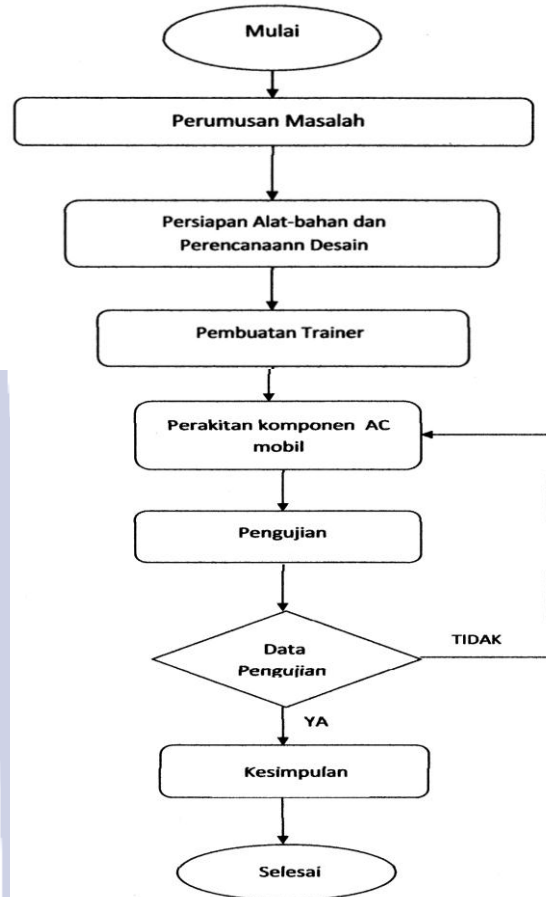 Mulai
Perumusan Masalah
Persiapan Alat-bahan dan
Perencanaann Desain
Pembuatan Trainer
Perakitan komponen AC
mobil
Pengujian
Data
Pengujian
TIDAK
YA
Kesimpulan
Selesai